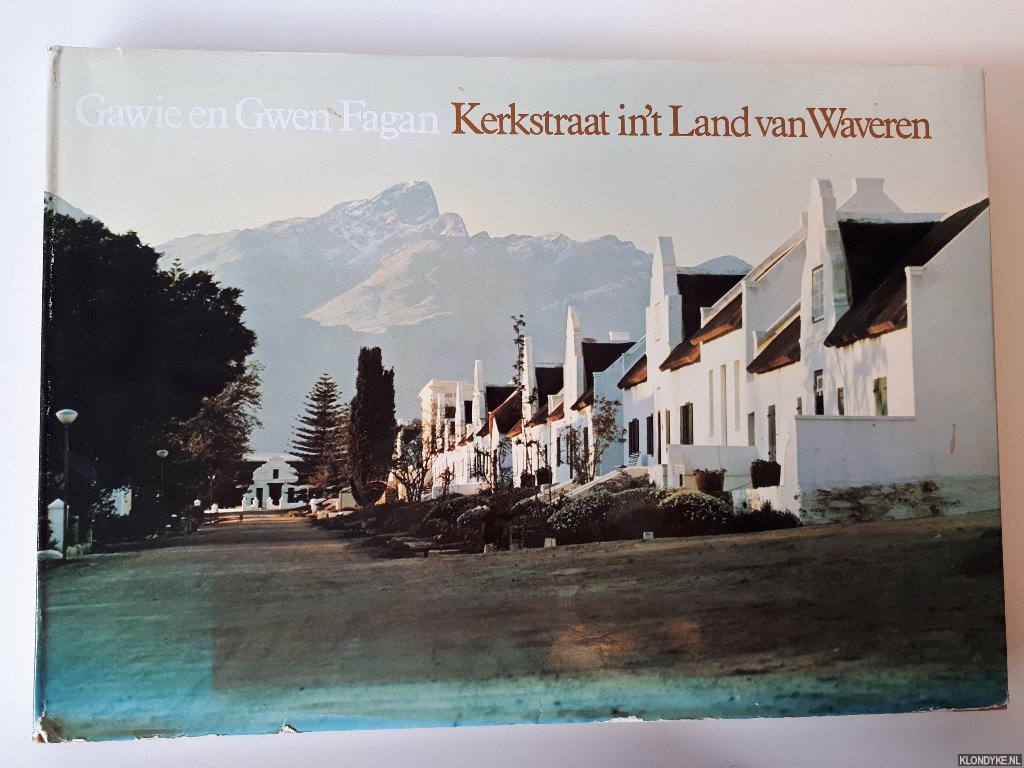 Gawie en Gwen Fagan Kerkstraat in't Land van Waveren
KLONDYKE.NL